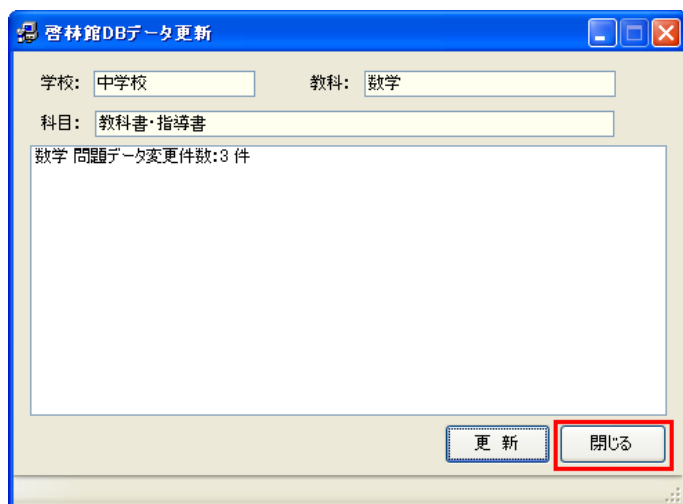 啓林館DBデータ更新
学校: 中学校 教科: 数学
科目: 教科書・指導書
数学 問題データ変更件数:3 件
更 新 閉じる